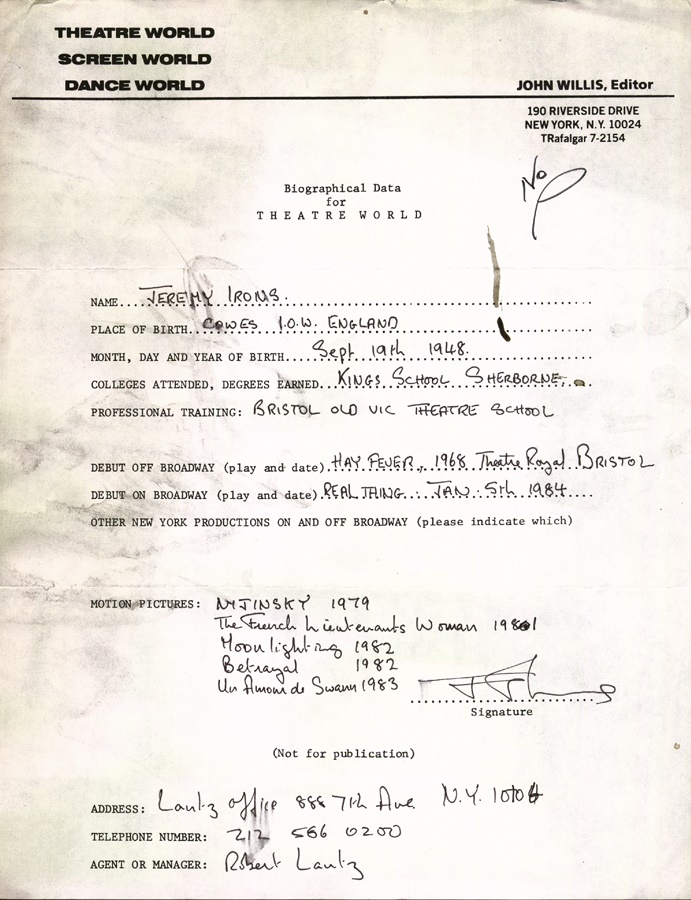 THEATRE WORLD
SCREEN WORLD
DANCE WORLD
JOHN WILLIS, Editor
190 RIVERSIDE DRIVE
NEW YORK, N.Y. 10024
TRafalgar 7-2154
No
Biographical Data
for
THEATRE WORLD
NAME....JEREMY IRONS.
PLACE OF BIRTH..COWES I.O.W. ENGLAND
MONTH, DAY AND YEAR OF BIRTH....Sept 19th 1948.
COLLEGES ATTENDED, DEGREES EARNED...KINGS SCHOOL SHERBORNE.
PROFESSIONAL TRAINING: BRISTOL OLD VIC THEATRE SCHOOL
DEBUT OFF BROADWAY (play and date).HAY FEVER, 1968 Theatre Royal BRISTOL
DEBUT ON BROADWAY (play and date).REAL THING. JAN. 5th 1984....
OTHER NEW YORK PRODUCTIONS ON AND OFF BROADWAY (please indicate which)
MOTION PICTURES: NIJINSKY 1979
The French Lieutenants Woman 1981
Moonlighting 1982
Betrayal 1982
Un Amour de Swann 1983
Signature
(Not for publication)
ADDRESS: Lantz office 888 7th Ave N.Y.
TELEPHONE NUMBER: 212 586 0200
AGENT OR MANAGER: Robert Lantz